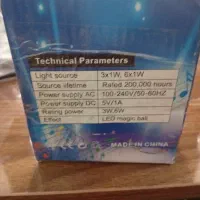 Technical Parameters
Light source 3x1W, 6x1W
Source lifetime Rated 200,000 hours
Power supply AC 100-240V/50-60HZ
Power supply DC 5V/1A
Rating power 3W,6W
Effect LED magic ball
MADE IN CHINA